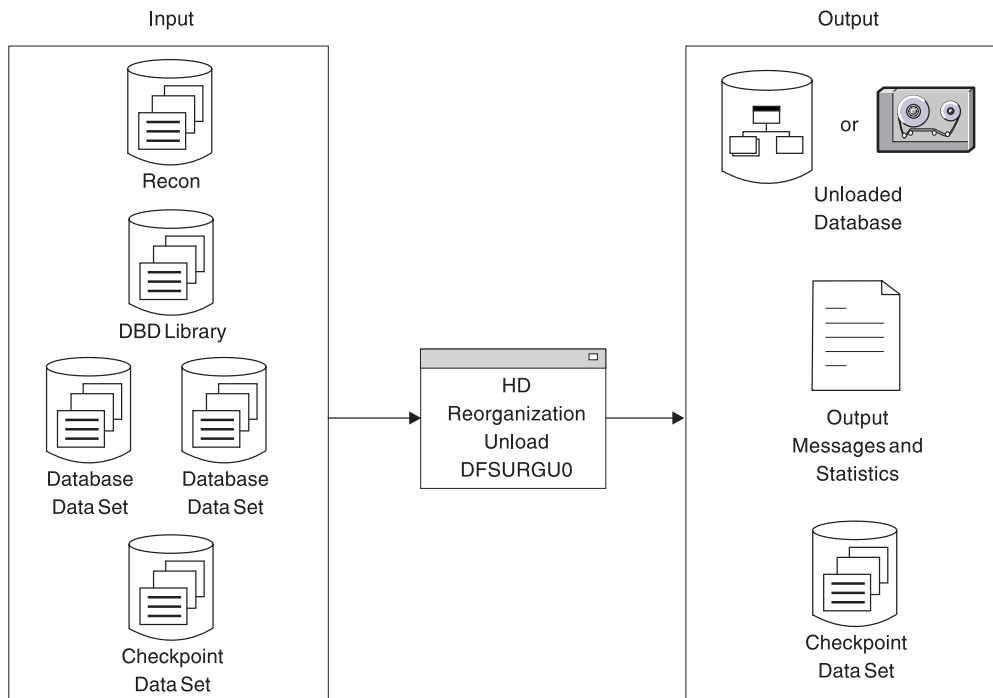 Input
Recon
DBD Library
Database
Data Set
Database
Data Set
Checkpoint
Data Set
HD
Reorganization
Unload
DFSURGU0
Output
or
Unloaded
Database
Output
Messages and
Statistics
Checkpoint
Data Set